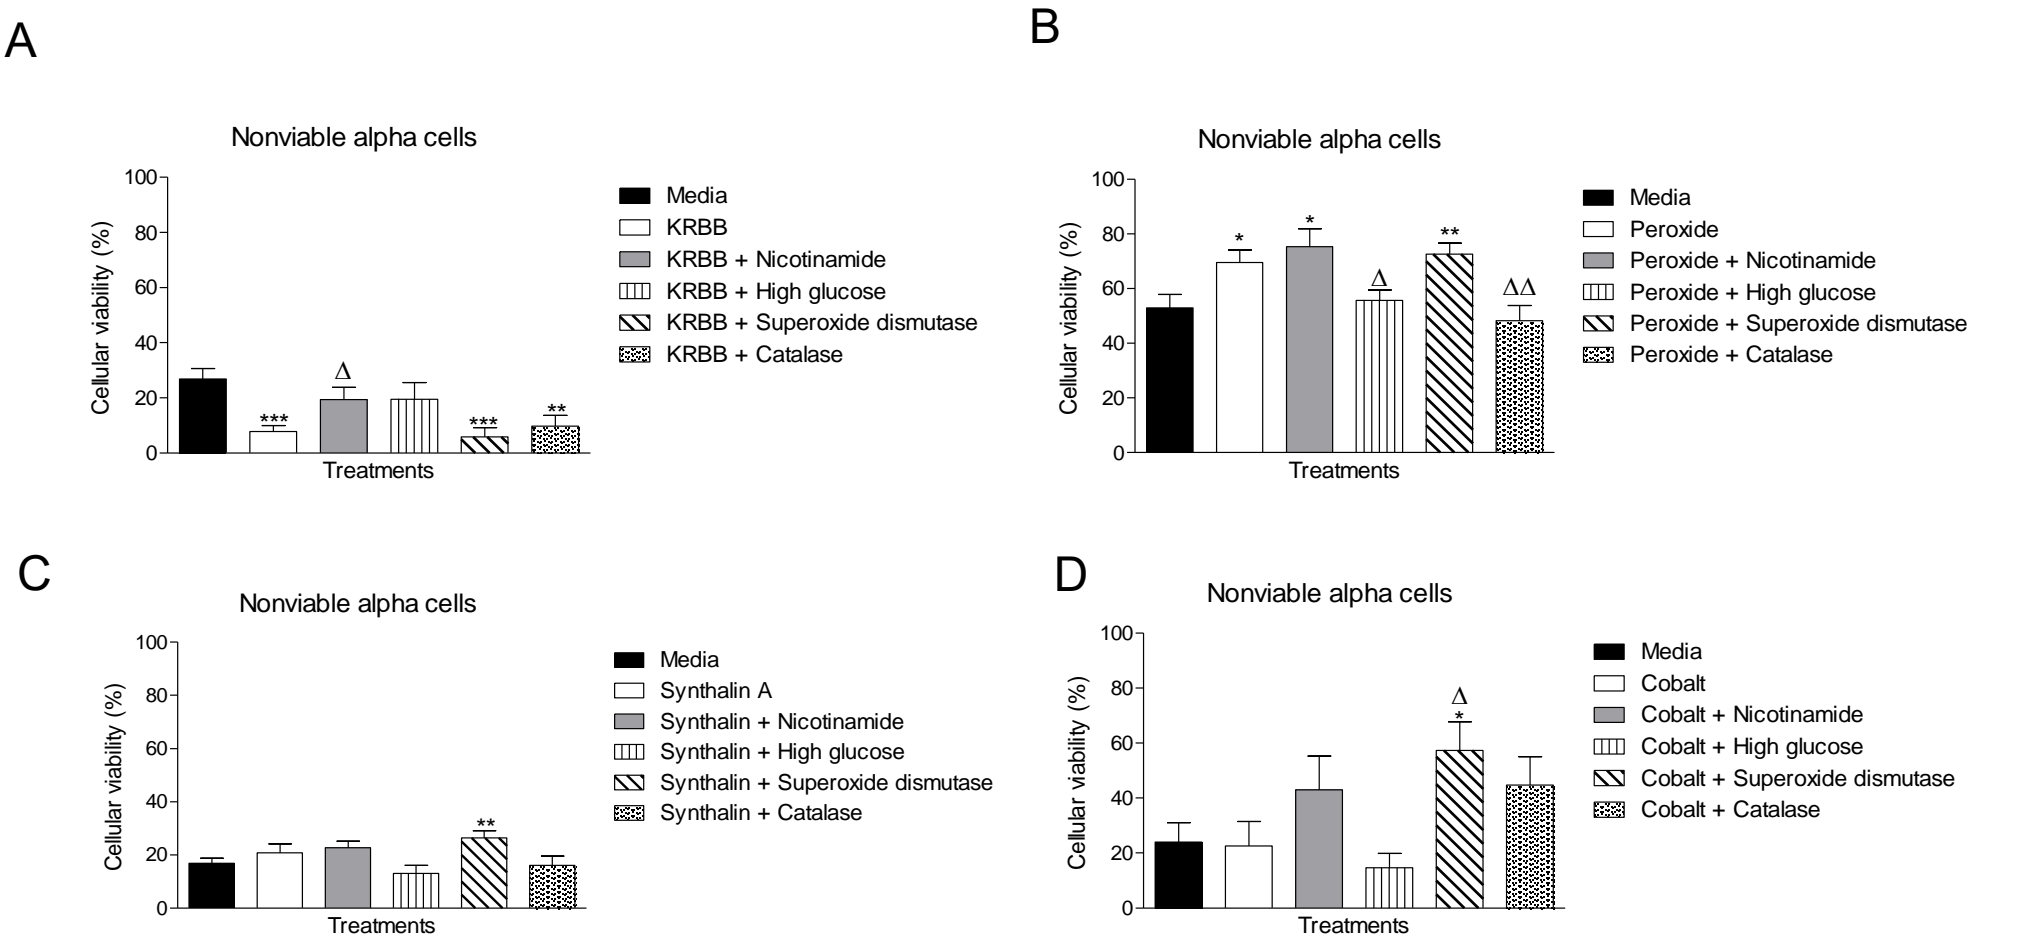 A
Nonviable alpha cells
Cellular viability (%)
100
80
60
40
20
0
***
Δ
***
**
Treatments
Media
KRBB
KRBB + Nicotinamide
KRBB + High glucose
KRBB + Superoxide dismutase
KRBB + Catalase
B
Nonviable alpha cells
Cellular viability (%)
100
80
60
40
20
0
*
*
Δ
**
ΔΔ
Treatments
Media
Peroxide
Peroxide + Nicotinamide
Peroxide + High glucose
Peroxide + Superoxide dismutase
Peroxide + Catalase
C
Nonviable alpha cells
Cellular viability (%)
100
80
60
40
20
0
**
Treatments
Media
Synthalin A
Synthalin + Nicotinamide
Synthalin + High glucose
Synthalin + Superoxide dismutase
Synthalin + Catalase
D
Nonviable alpha cells
Cellular viability (%)
100
80
60
40
20
0
Δ
*
Treatments
Media
Cobalt
Cobalt + Nicotinamide
Cobalt + High glucose
Cobalt + Superoxide dismutase
Cobalt + Catalase